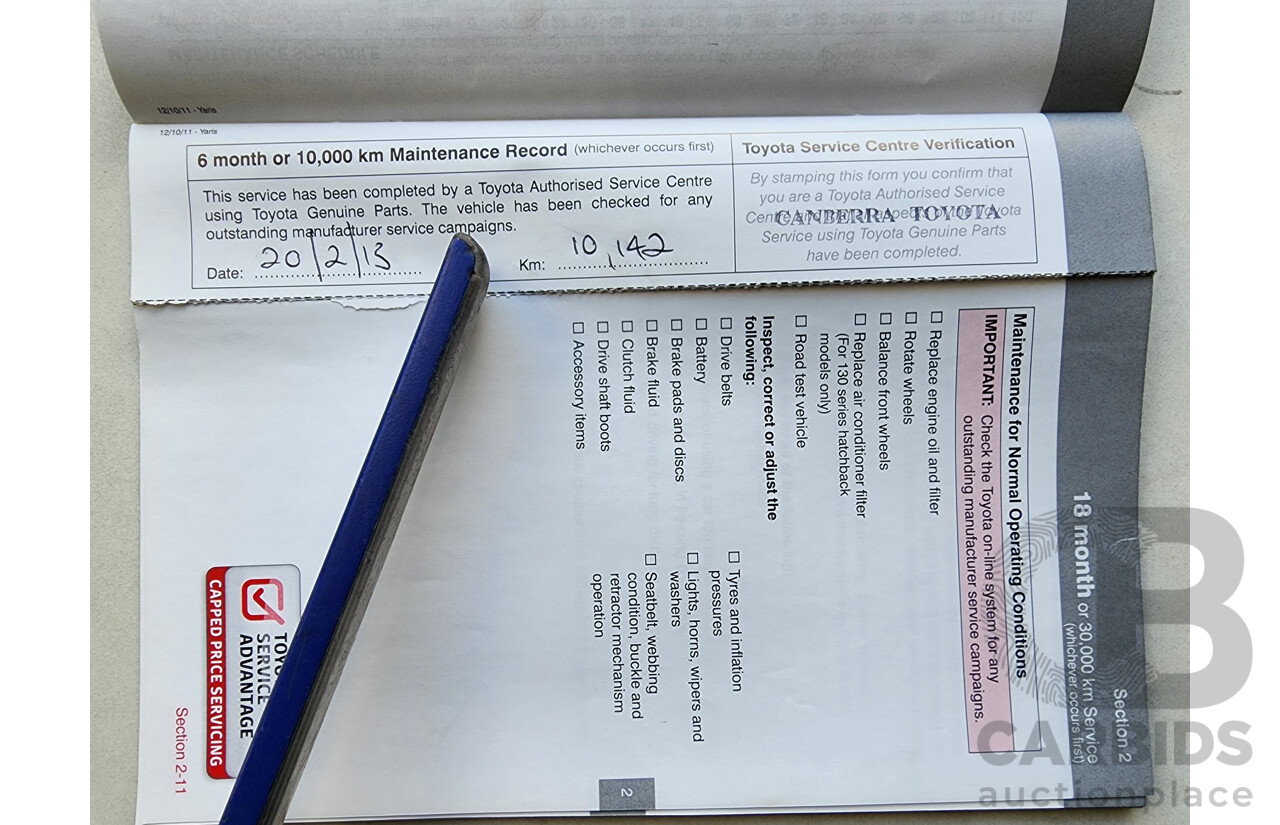 12/10/11 - Yaris
12/10/11 - Yaris
6 month or 10,000 km Maintenance Record (whichever occurs first)
This service has been completed by a Toyota Authorised Service Centre
using Toyota Genuine Parts. The vehicle has been checked for any
outstanding manufacturer service campaigns.
Date: 20/2/13
Km: 10,142
Toyota Service Centre Verification
By stamping this form you confirm that
you are a Toyota Authorised Service
Centre
Toyota
Service using Toyota Genuine Parts
have been completed.
CANBERRA TOYOTA
Section 2
18 month or 30,000 km Service
(whichever occurs first)
Maintenance for Normal Operating Conditions
IMPORTANT: Check the Toyota on-line system for any
outstanding manufacturer service campaigns.
☐ Replace engine oil and filter
☐ Rotate wheels
☐ Balance front wheels
☐ Replace air conditioner filter
(For 130 series hatchback
models only)
☐ Road test vehicle
Inspect, correct or adjust the
following:
☐ Drive belts
☐ Battery
☐ Brake pads and discs
☐ Brake fluid
☐ Clutch fluid
☐ Drive shaft boots
☐ Accessory items
☐ Tyres and inflation
pressures
☐ Lights, horns, wipers and
washers
☐ Seatbelt, webbing
condition, buckle and
retractor mechanism
operation
2
SERVICE
ADVANTAGE
CAPPED PRICE SERVICING
Section 2-11
CB
CARBIDS
auctionplace